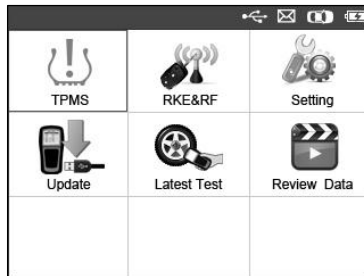 TPMS
RKE&RF
Setting
Update
Latest Test
Review Data